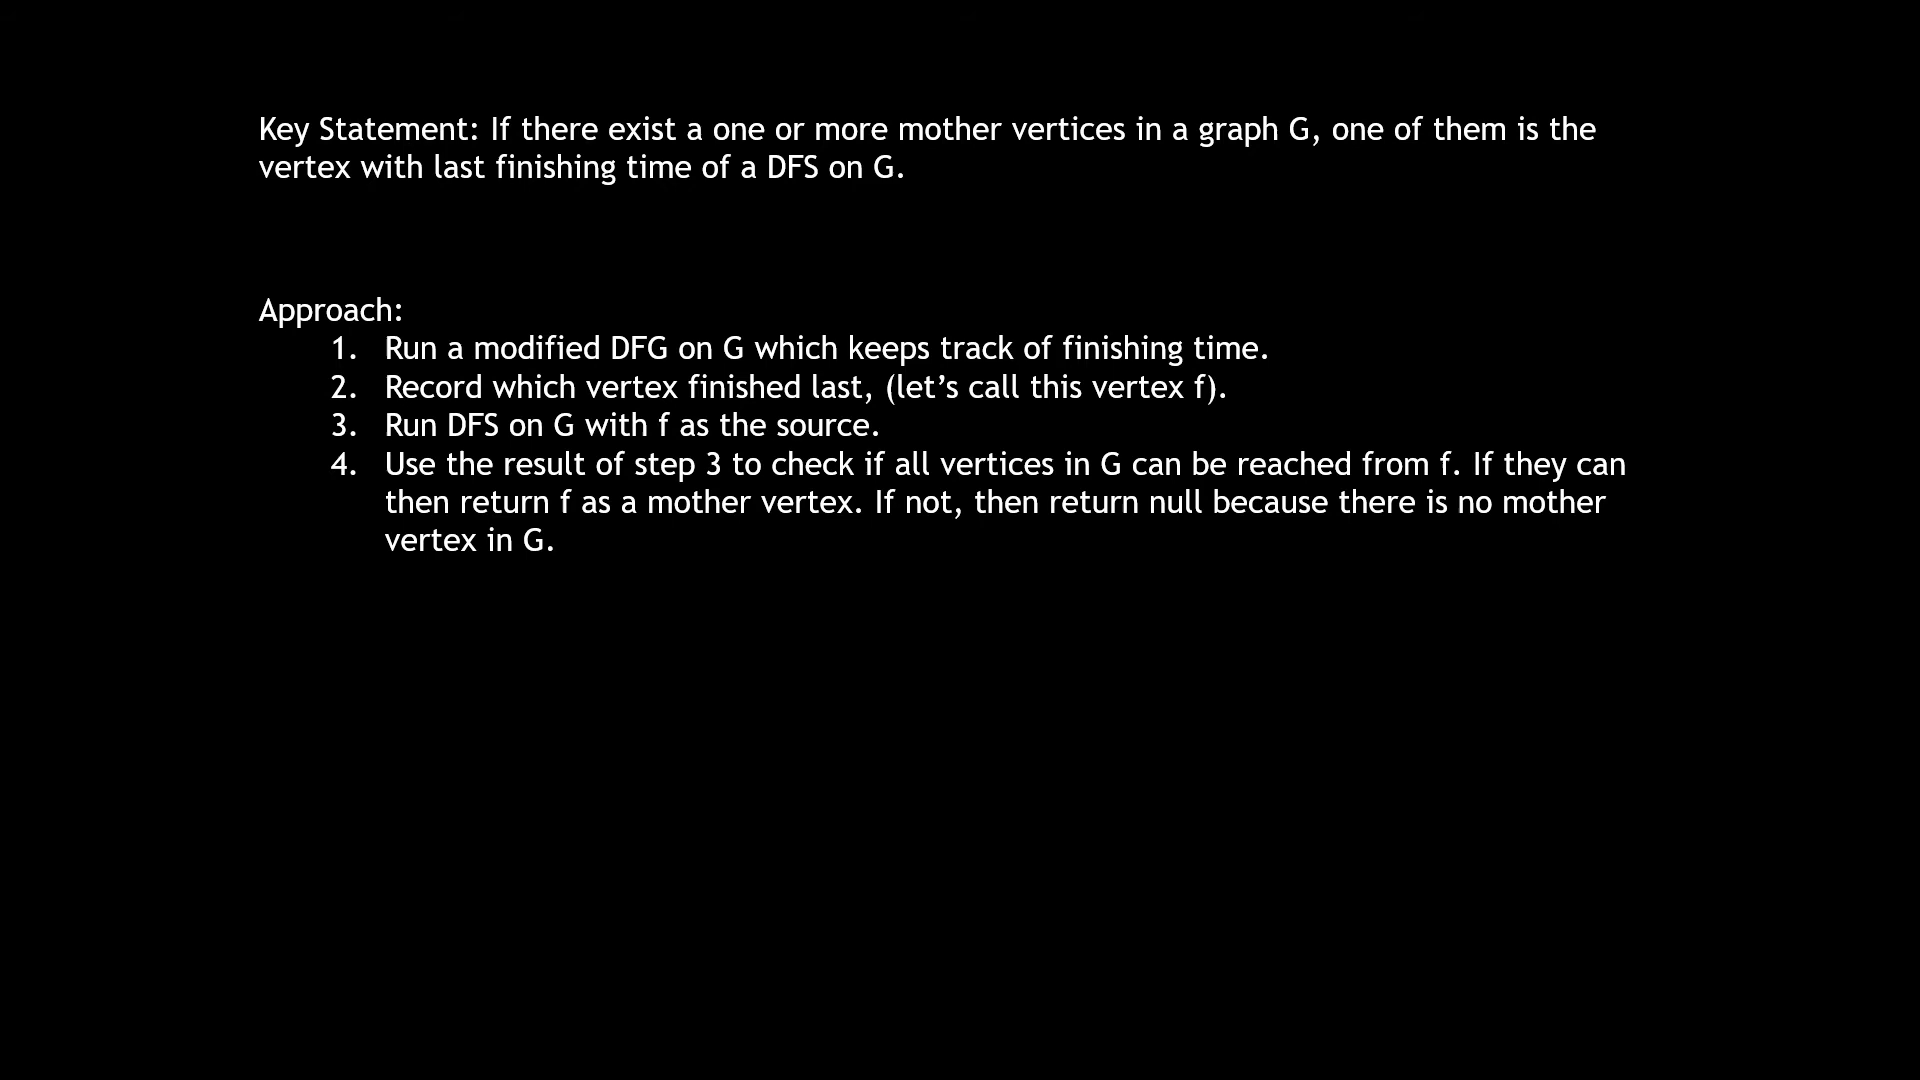 Key Statement: If there exist a one or more mother vertices in a graph G, one of them is the
vertex with last finishing time of a DFS on G.
Approach:
1. Run a modified DFG on G which keeps track of finishing time.
2. Record which vertex finished last, (let’s call this vertex f).
3. Run DFS on G with f as the source.
4. Use the result of step 3 to check if all vertices in G can be reached from f. If they can
then return f as a mother vertex. If not, then return null because there is no mother
vertex in G.